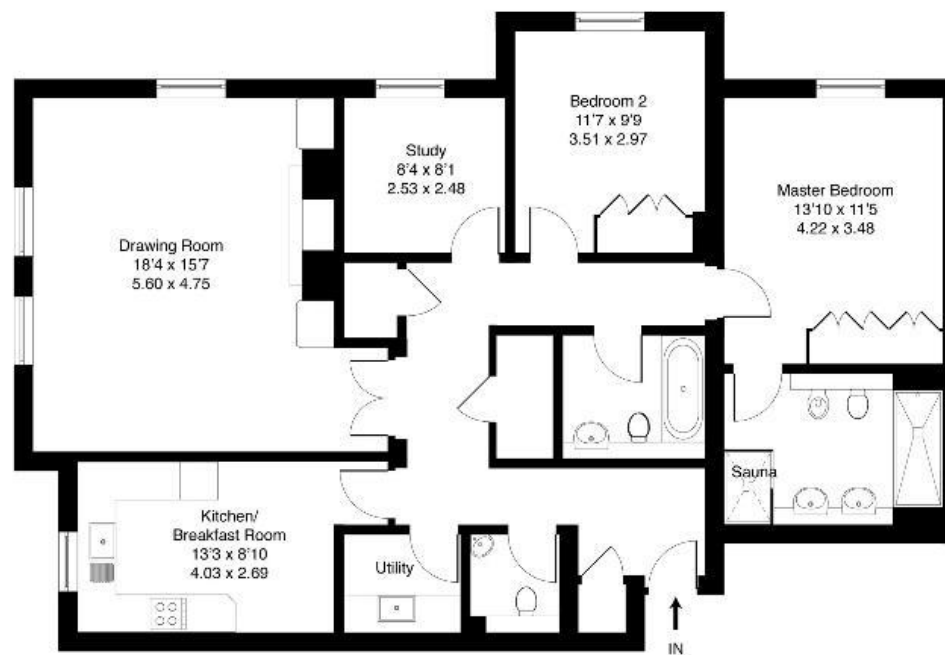 Bedroom 2
11'7 x 9'9
3.51 x 2.97
Study
8'4 x 8'1
2.53 x 2.48
Master Bedroom
13'10 x 11'5
4.22 x 3.48
Drawing Room
18'4 x 15'7
5.60 x 4.75
Sauna
Kitchen/
Breakfast Room
13'3 x 8'10
4.03 x 2.69
Utility
IN